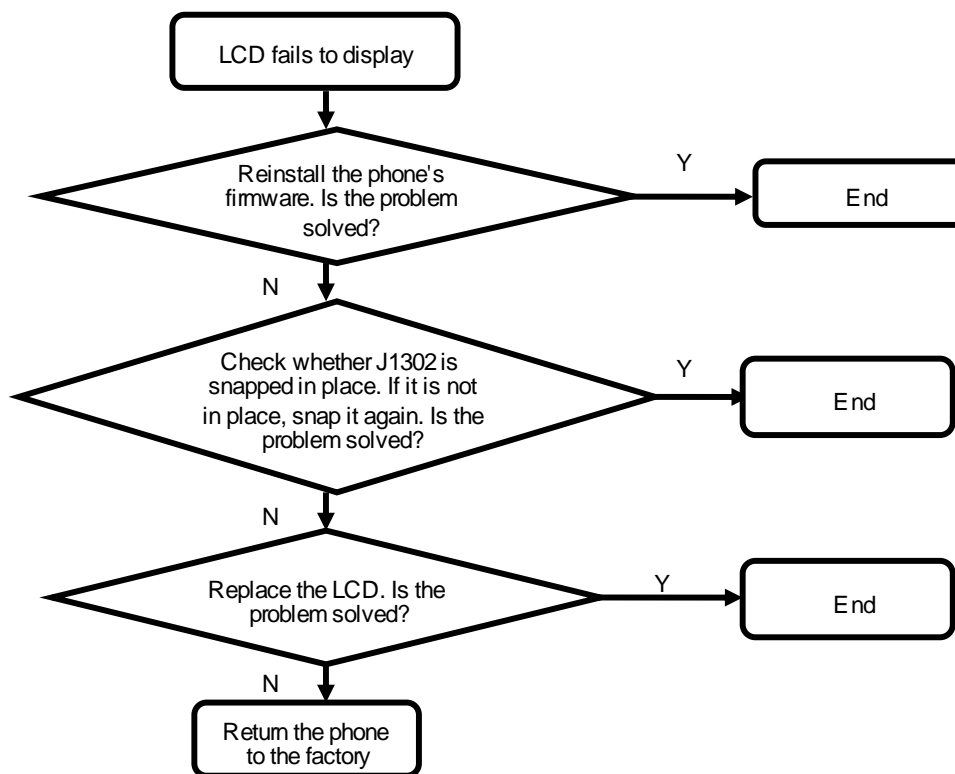 LCD fails to display
Reinstall the phone's
firmware. Is the problem
solved?
Y
End
N
Check whether J1302 is
snapped in place. If it is not
in place, snap it again. Is the
problem solved?
Y
End
N
Replace the LCD. Is the
problem solved?
Y
End
N
Return the phone
to the factory